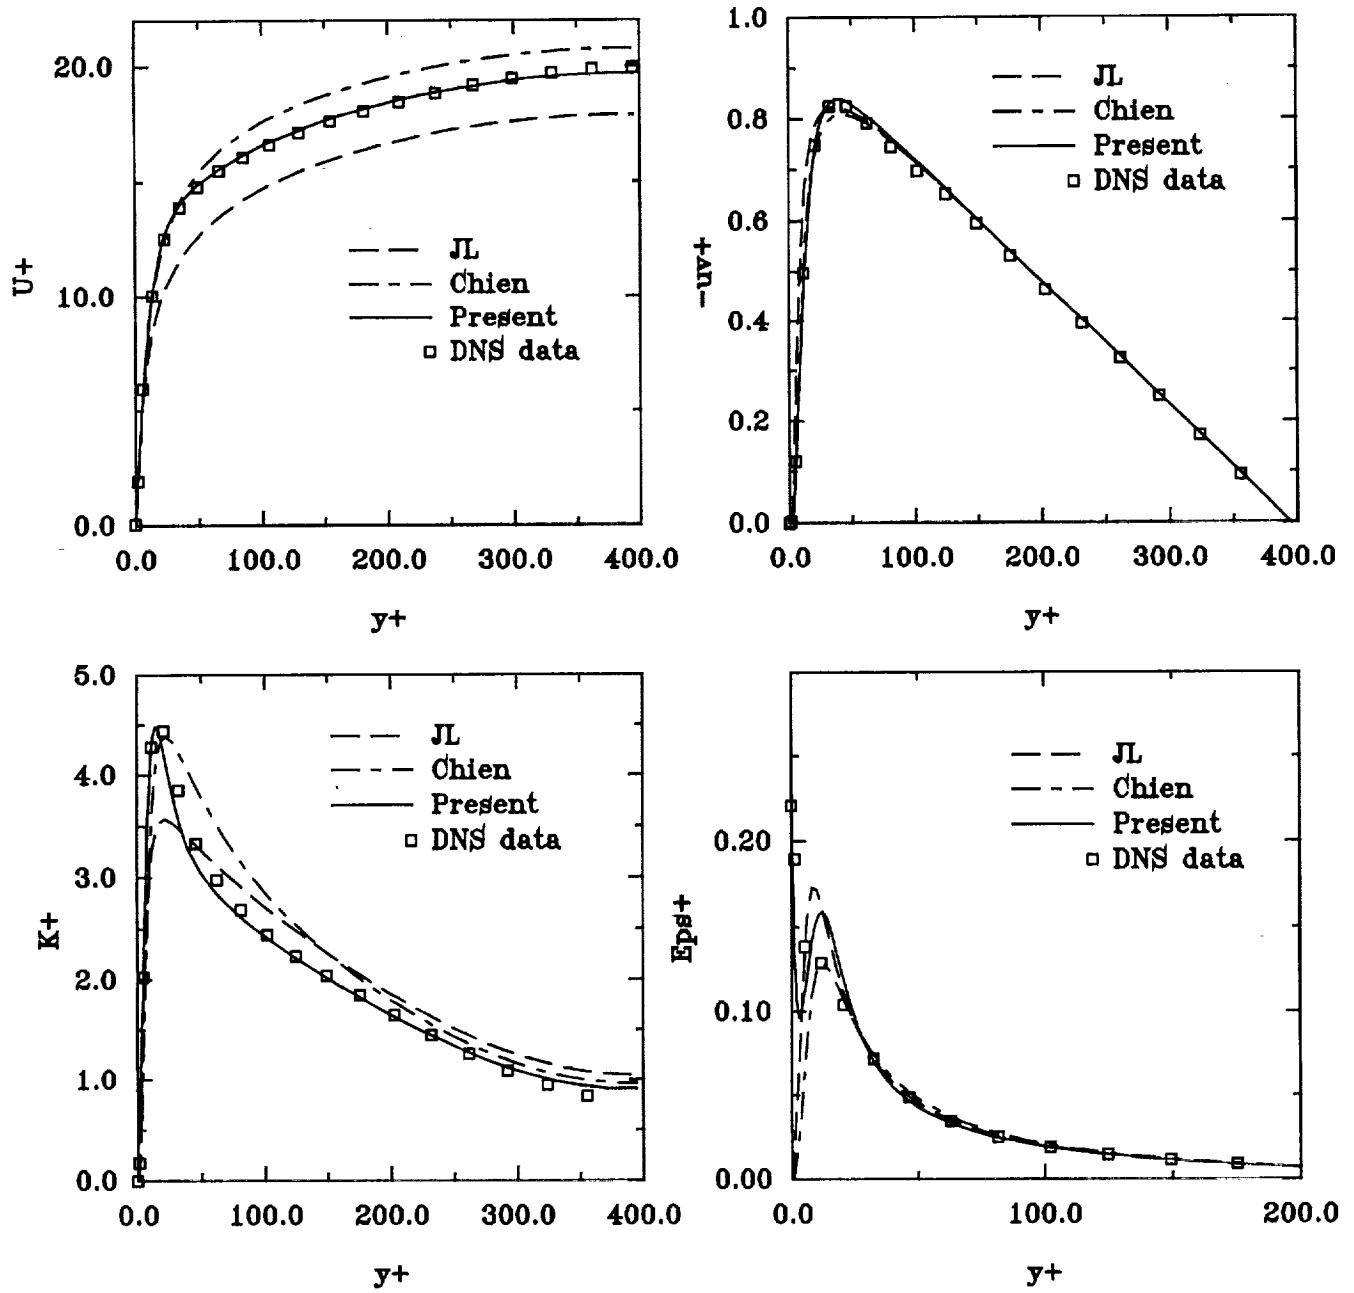 20.0
10.0
0.0
U+
JL
Chien
Present
DNS data
0.0 100.0 200.0 300.0 400.0
y+
1.0
0.8
0.6
0.4
0.2
0.0
-uv+
JL
Chien
Present
DNS data
0.0 100.0 200.0 300.0 400.0
y+
5.0
4.0
3.0
2.0
1.0
0.0
K+
JL
Chien
Present
DNS data
0.0 100.0 200.0 300.0 400.0
y+
0.20
0.10
0.00
Eps+
JL
Chien
Present
DNS data
0.0 100.0 200.0
y+